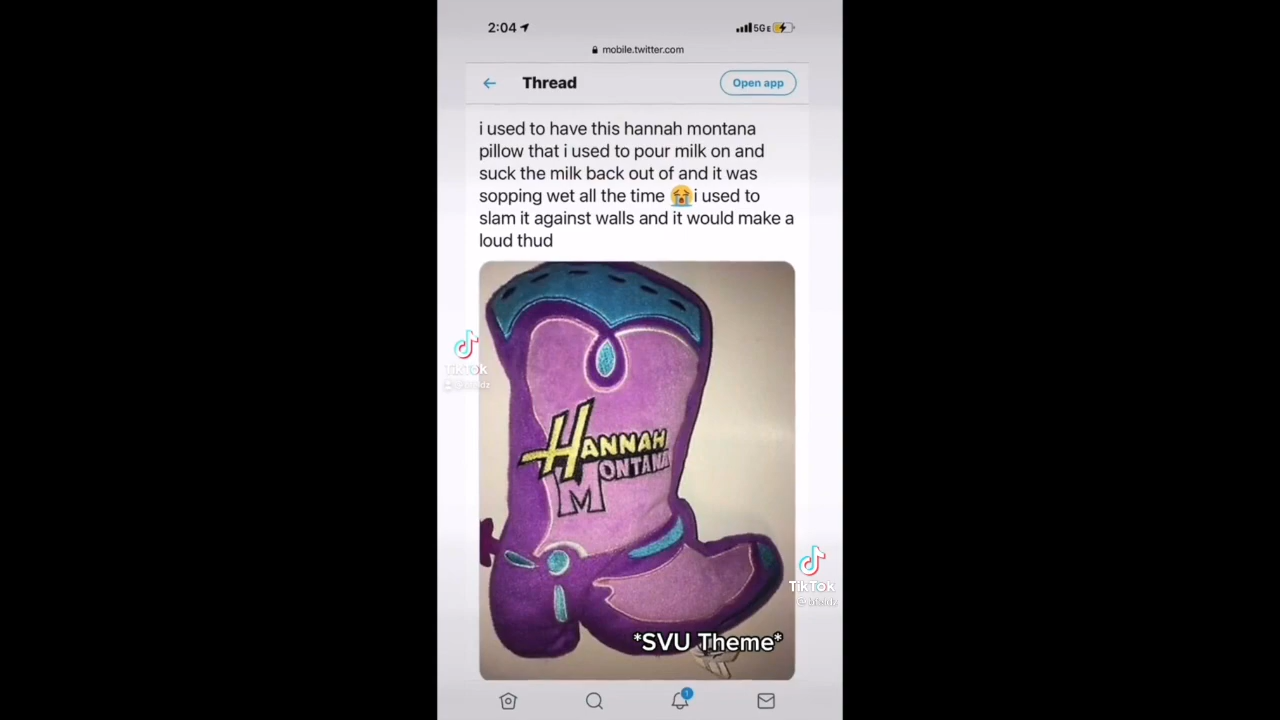 2:04
5GE
mobile.twitter.com
Thread
Open app
i used to have this hannah montana
pillow that i used to pour milk on and
suck the milk back out of and it was
sopping wet all the time 😭i used to
slam it against walls and it would make a
loud thud
HANNAH
MONTANA
TikTok
TikTok
*SVU Theme*
1